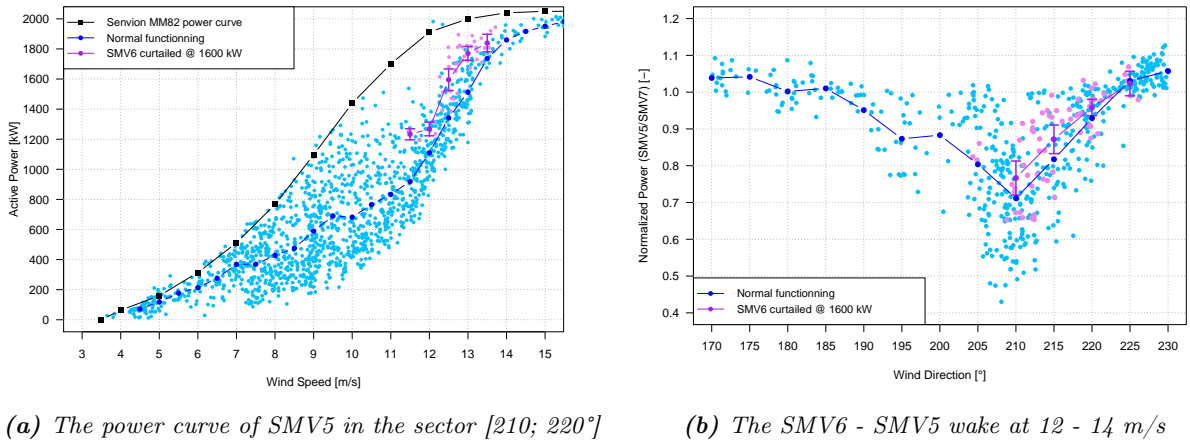 Senvion MM82 power curve
Normal functionning
SMV6 curtailed @ 1600 kW
Active Power [kW]
2000
1800
1600
1400
1200
1000
800
600
400
200
0
3 4 5 6 7 8 9 10 11 12 13 14 15
Wind Speed [m/s]
(a) The power curve of SMV5 in the sector [210; 220°]
Normalized Power (SMV5/SMV7) [−]
1.2
1.1
1.0
0.9
0.8
0.7
0.6
0.5
0.4
Normal functionning
SMV6 curtailed @ 1600 kW
170 175 180 185 190 195 200 205 210 215 220 225 230
Wind Direction [°]
(b) The SMV6 - SMV5 wake at 12 - 14 m/s